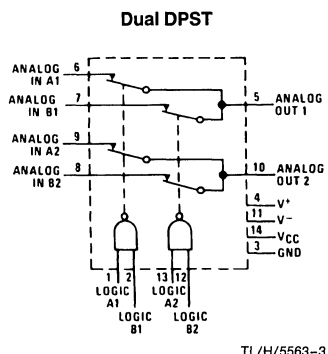 Dual DPST
ANALOG IN A1 6
ANALOG IN B1 7
5 ANALOG OUT 1
ANALOG IN A2 9
ANALOG IN B2 8
10 ANALOG OUT 2
4 V+
11 V−
14 VCC
3 GND
1 2 13 12
LOGIC A1
LOGIC A2
LOGIC B1
LOGIC B2
TL/H/5563–3